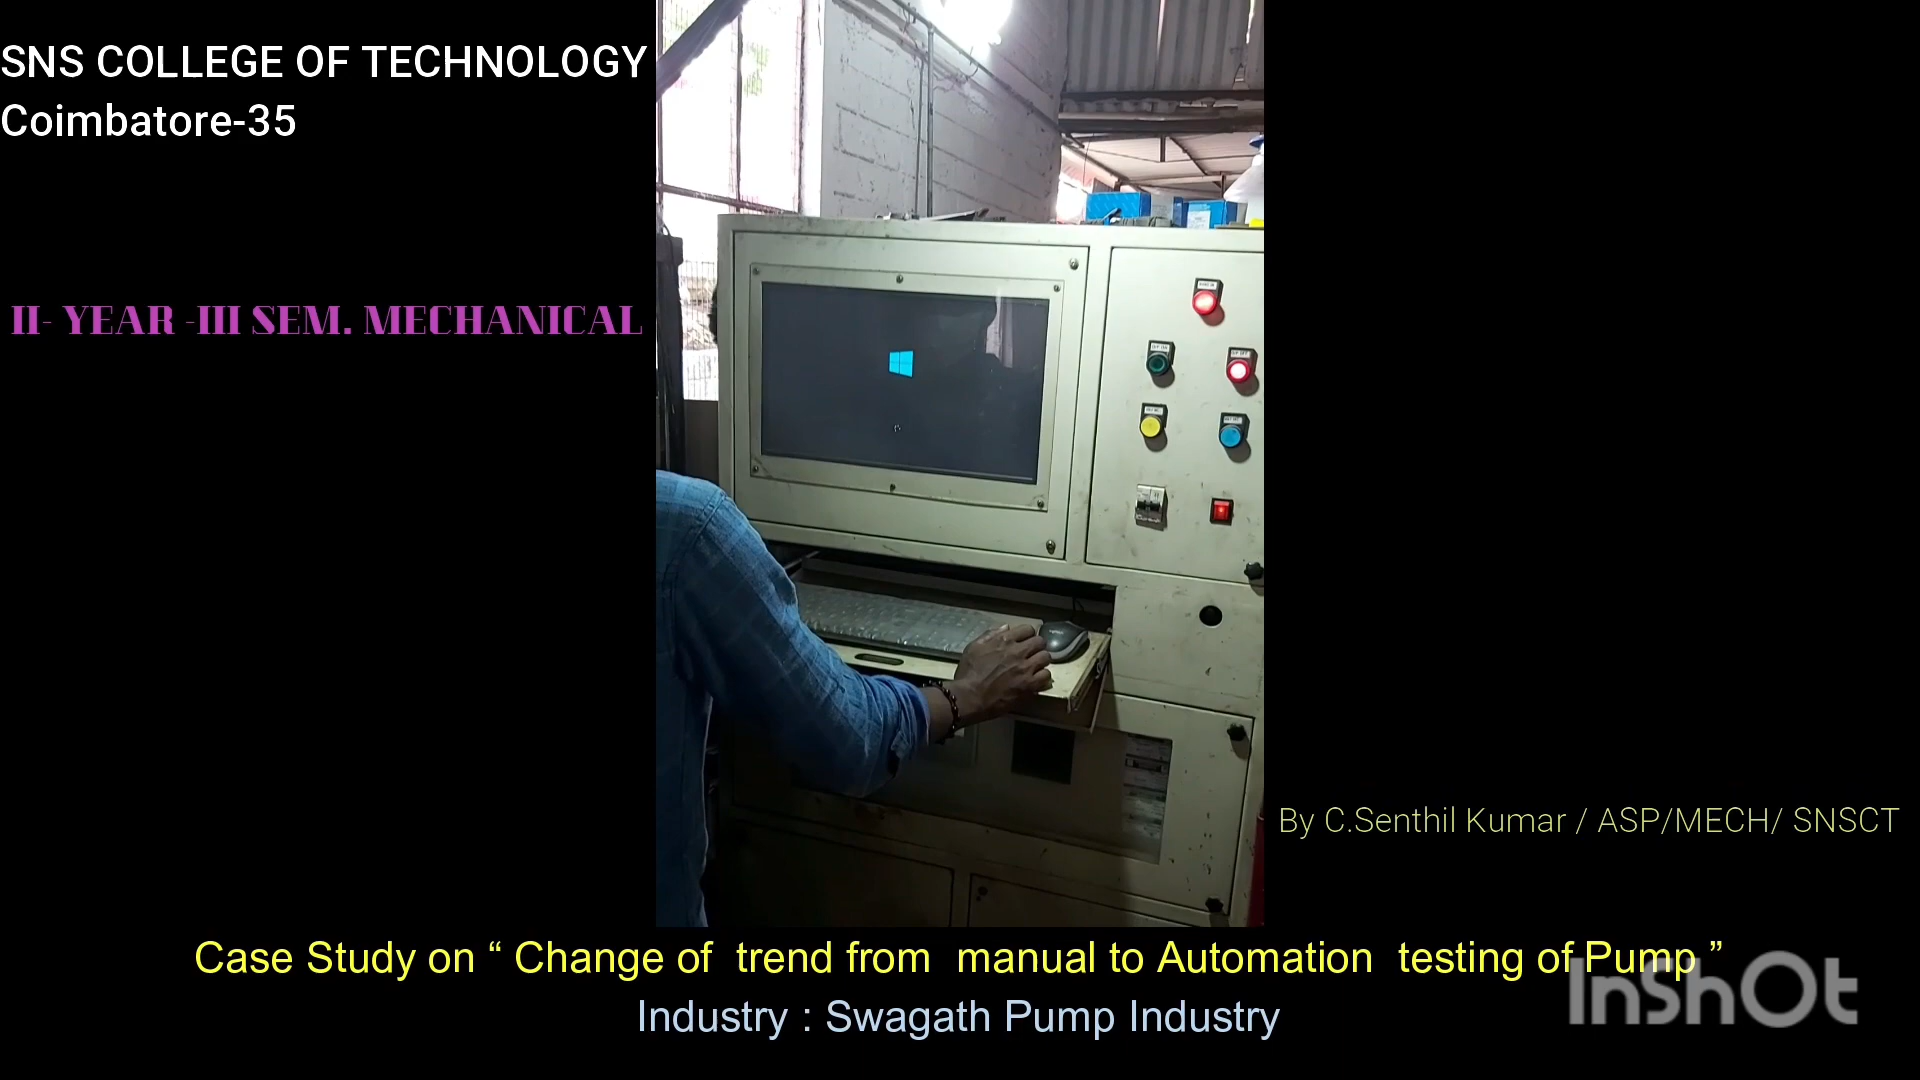 SNS COLLEGE OF TECHNOLOGY
Coimbatore-35
II- YEAR -III SEM. MECHANICAL
By C.Senthil Kumar / ASP/MECH/ SNSCT
Case Study on “ Change of trend from manual to Automation testing of Pump ”
Industry : Swagath Pump Industry
InShOt